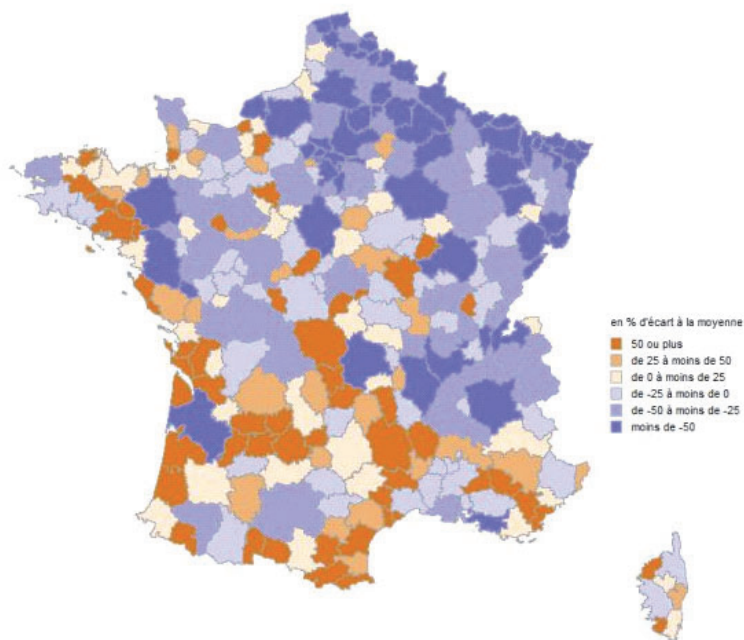 en % d'écart à la moyenne
50 ou plus
de 25 à moins de 50
de 0 à moins de 25
de -25 à moins de 0
de -50 à moins de -25
moins de -50